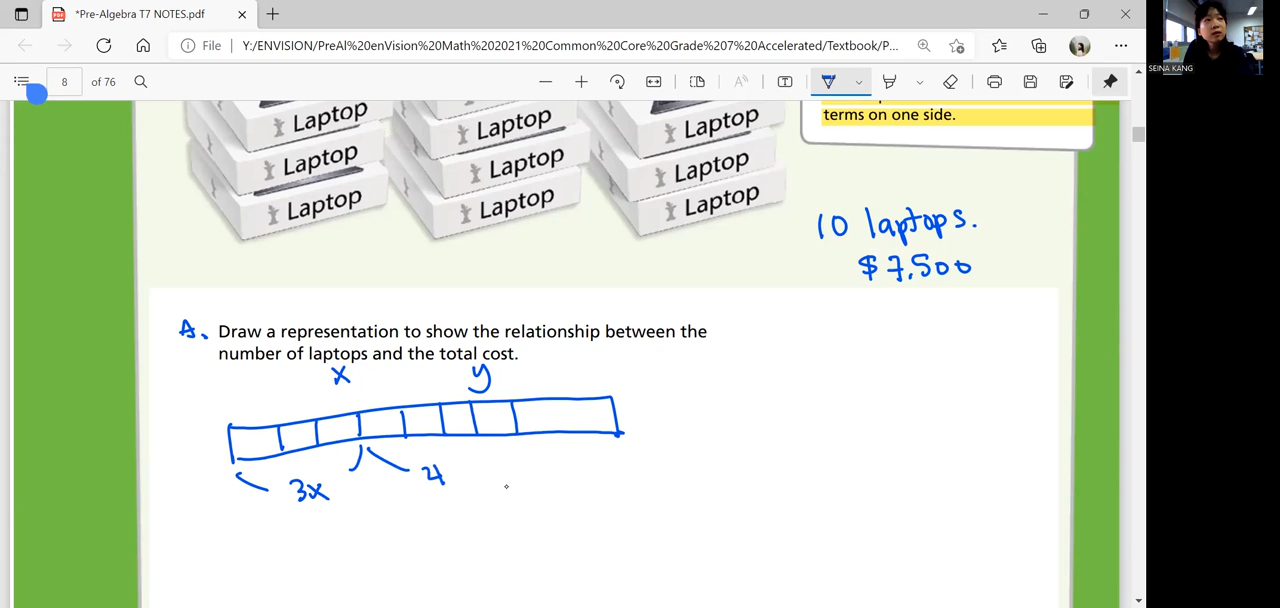 *Pre-Algebra T7 NOTES.pdf
File Y:/ENVISION/PreAl%20enVision%20Math%202021%20Common%20Core%20Grade%207%20Accelerated/Textbook/P...
8 of 76
SEINA KANG
Laptop Laptop Laptop
Laptop Laptop Laptop
Laptop Laptop Laptop
terms on one side.
10 laptops.
$7,500
A. Draw a representation to show the relationship between the
number of laptops and the total cost.
x y
3x 4